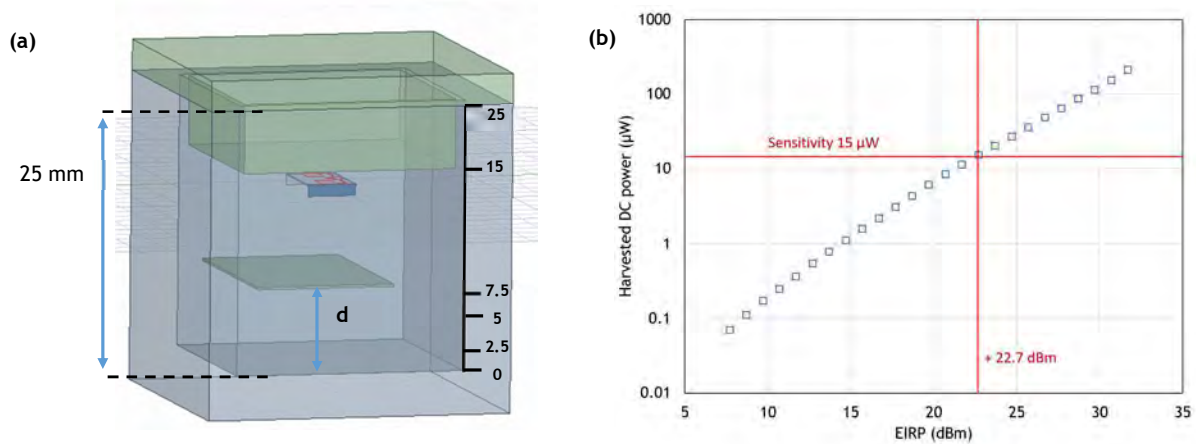 (a)
25 mm
25
15
7.5
5
2.5
0
d
(b)
Harvested DC power (µW)
1000
100
10
1
0.1
0.01
Sensitivity 15 µW
+ 22.7 dBm
5 10 15 20 25 30 35
EIRP (dBm)